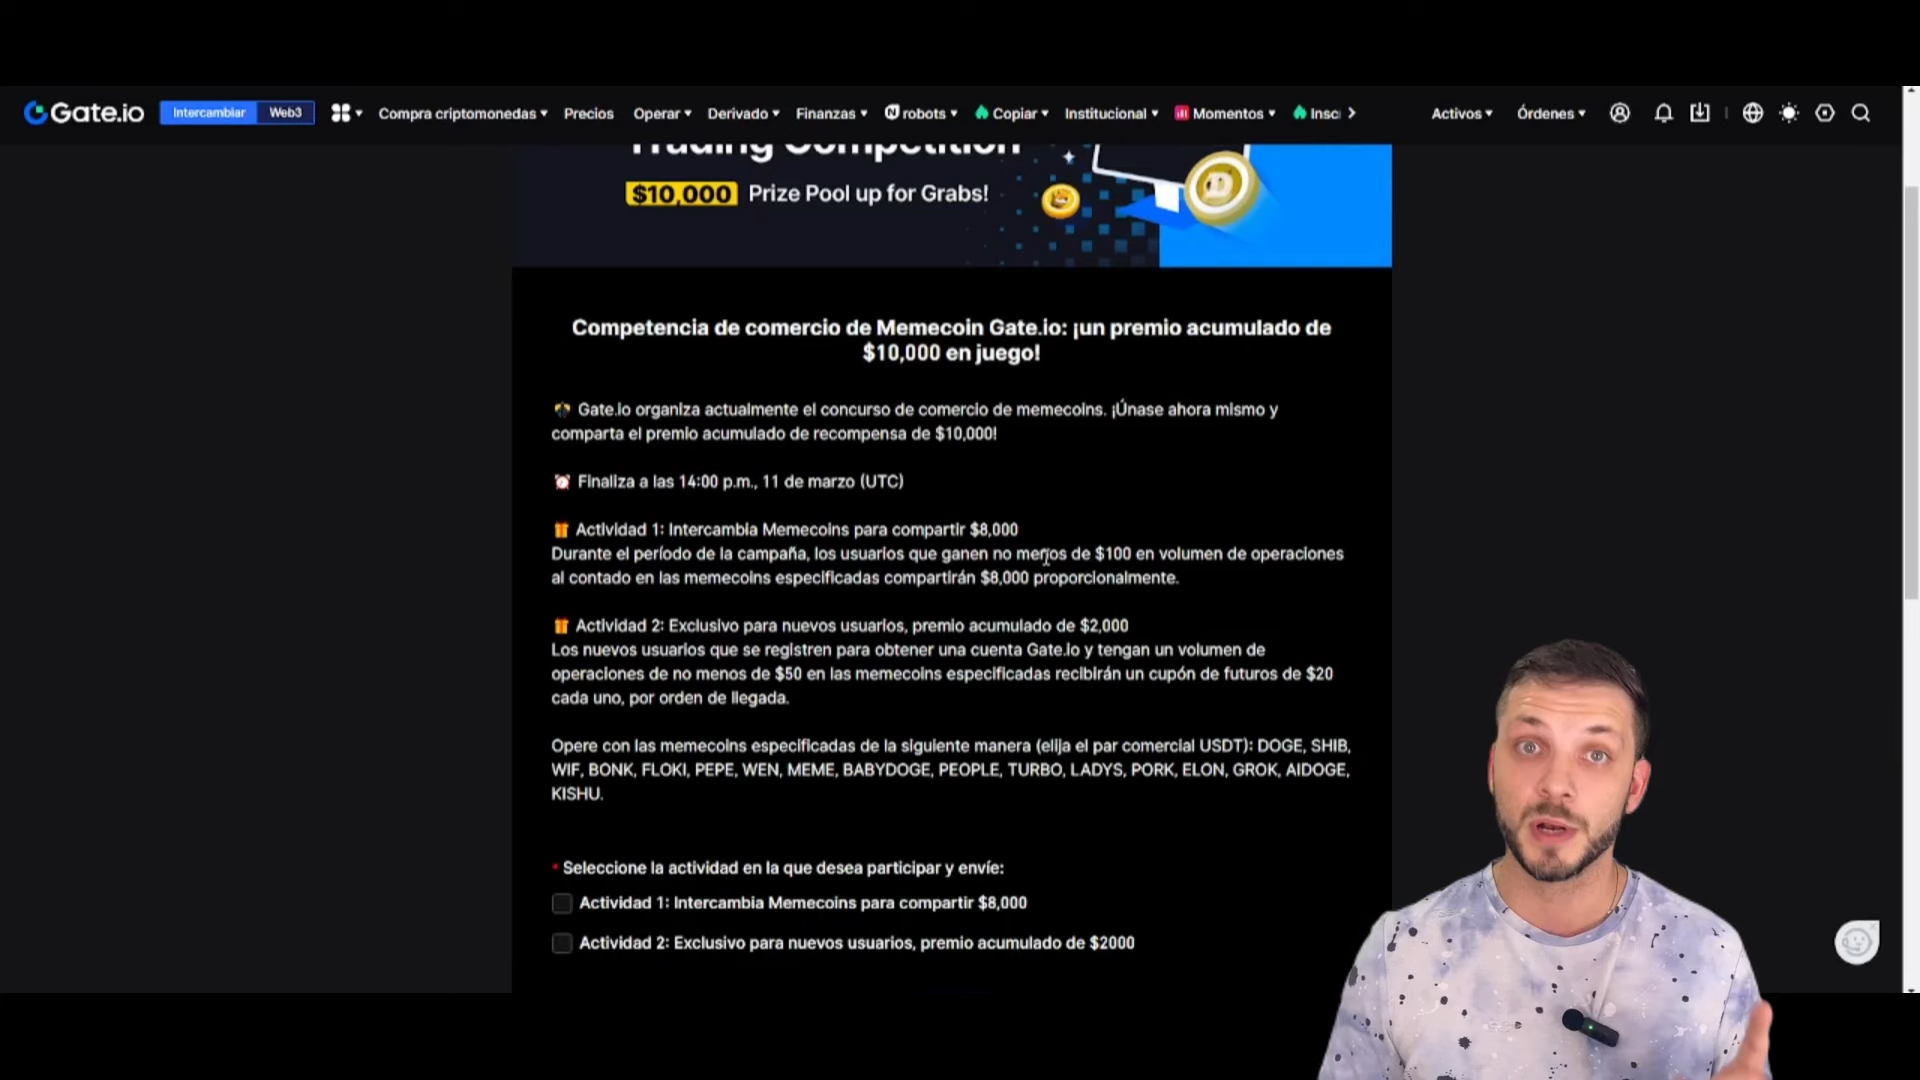 Gate.io Intercambiar Web3 Compra criptomonedas Precios Operar Derivado Finanzas robots Copiar Institucional Momentos Insc Activos Órdenes
Trading Competition
$10,000 Prize Pool up for Grabs!
Competencia de comercio de Memecoin Gate.io: ¡un premio acumulado de
$10,000 en juego!
Gate.io organiza actualmente el concurso de comercio de memecoins. ¡Únase ahora mismo y
comparta el premio acumulado de recompensa de $10,000!
Finaliza a las 14:00 p.m., 11 de marzo (UTC)
Actividad 1: Intercambia Memecoins para compartir $8,000
Durante el período de la campaña, los usuarios que ganen no menos de $100 en volumen de operaciones
al contado en las memecoins especificadas compartirán $8,000 proporcionalmente.
Actividad 2: Exclusivo para nuevos usuarios, premio acumulado de $2,000
Los nuevos usuarios que se registren para obtener una cuenta Gate.io y tengan un volumen de
operaciones de no menos de $50 en las memecoins especificadas recibirán un cupón de futuros de $20
cada uno, por orden de llegada.
Opere con las memecoins especificadas de la siguiente manera (elija el par comercial USDT): DOGE, SHIB,
WIF, BONK, FLOKI, PEPE, WEN, MEME, BABYDOGE, PEOPLE, TURBO, LADYS, PORK, ELON, GROK, AIDOGE,
KISHU.
* Seleccione la actividad en la que desea participar y envíe:
Actividad 1: Intercambia Memecoins para compartir $8,000
Actividad 2: Exclusivo para nuevos usuarios, premio acumulado de $2000